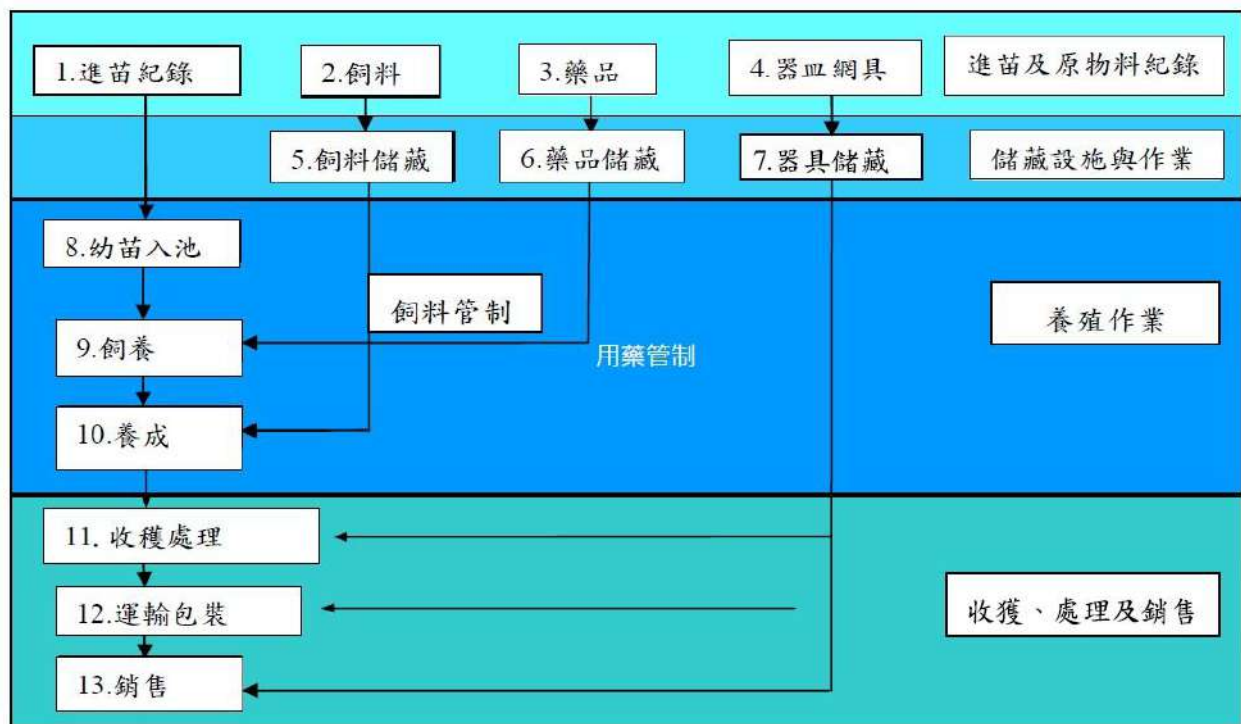 1.進苗紀錄
2.飼料
3.藥品
4.器皿網具
進苗及原物料紀錄
5.飼料儲藏
6.藥品儲藏
7.器具儲藏
儲藏設施與作業
8.幼苗入池
飼料管制
養殖作業
9.飼養
用藥管制
10.養成
11. 收穫處理
12.運輸包裝
收獲、處理及銷售
13.銷售